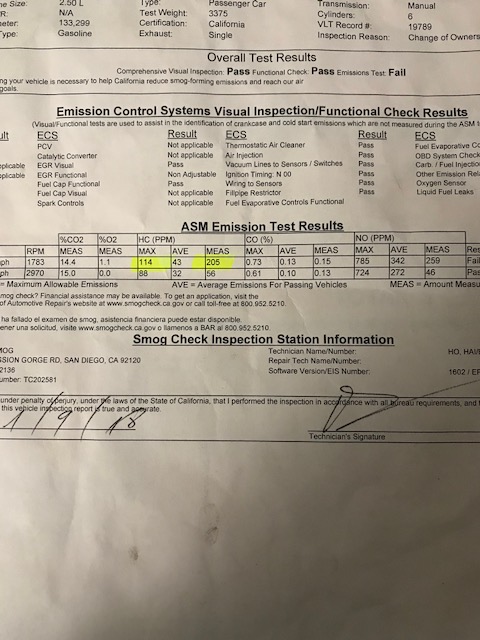 ne Size: 2.50 L Type: Passenger Car Transmission: Manual
R: N/A Test Weight: 3375 Cylinders: 6
meter: 133,299 Certification: California VLT Record #: 19789
Type: Gasoline Exhaust: Single Inspection Reason: Change of Owners
Overall Test Results
Comprehensive Visual Inspection: Pass Functional Check: Pass Emissions Test: Fail
ng your vehicle is necessary to help California reduce smog-forming emissions and reach our air
goals.
Emission Control Systems Visual Inspection/Functional Check Results
(Visual/Functional tests are used to assist in the identification of crankcase and cold start emissions which are not measured during the ASM t
ult ECS Result ECS Result ECS
PCV Not applicable Thermostatic Air Cleaner Pass Fuel Evaporative Co
Catalytic Converter Not applicable Air Injection Pass OBD System Check
plicable EGR Visual Pass Vacuum Lines to Sensors / Switches Pass Carb. / Fuel Injectio
plicable EGR Functional Non Adjustable Ignition Timing: N 00 Pass Other Emission Rela
Fuel Cap Functional Pass Wiring to Sensors Pass Oxygen Sensor
Fuel Cap Visual Not applicable Fillpipe Restrictor Pass Liquid Fuel Leaks
Spark Controls Not applicable Fuel Evaporative Controls Functional
ASM Emission Test Results
%CO2 %O2 HC (PPM) CO (%) NO (PPM)
RPM MEAS MEAS MAX AVE MEAS MAX AVE MEAS MAX AVE MEAS Res
ph 1783 14.4 1.1 114 43 205 0.73 0.13 0.15 785 342 259 Fail
ph 2970 15.0 0.0 88 32 56 0.61 0.10 0.13 724 272 46 Pas
= Maximum Allowable Emissions AVE = Average Emissions For Passing Vehicles MEAS = Amount Measu
mog check? Financial assistance may be available. To get an application, visit the
of Automotive Repair's website at www.smogcheck.ca.gov or call toll-free at 800.952.5210.
ha fallado el examen de smog, asistencia financiera puede estar disponible.
ener una solicitud, visite www.smogcheck.ca.gov o llamenos a BAR al 800.952.5210.
Smog Check Inspection Station Information
MOG Technician Name/Number: HO, HAI/E
SSION GORGE RD, SAN DIEGO, CA 92120 Repair Tech Name/Number:
2136 Software Version/EIS Number: 1602 / EF
umber: TC202581
under penalty of perjury, under the laws of the State of California, that I performed the inspection in accordance with all bureau requirements, and t
this vehicle inspection report is true and accurate.
1/9/18
Technician's Signature